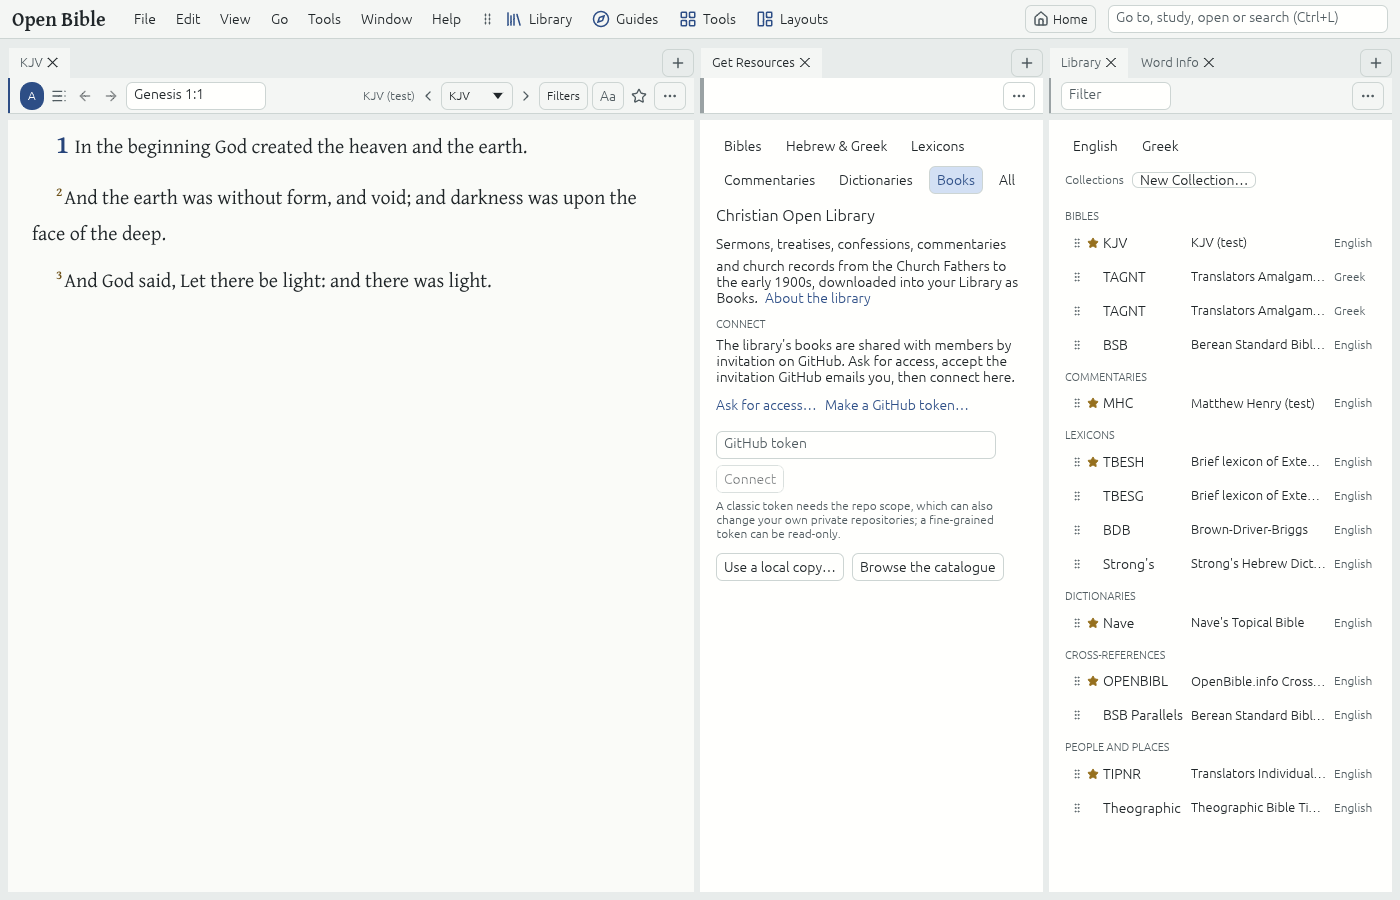 Open Bible File Edit View Go Tools Window Help Library Guides Tools Layouts Home Go to, study, open or search (Ctrl+L)
KJV
A Genesis 1:1 KJV (test) KJV Filters Aa
1 In the beginning God created the heaven and the earth.
2 And the earth was without form, and void; and darkness was upon the
face of the deep.
3 And God said, Let there be light: and there was light.
Get Resources
Bibles Hebrew & Greek Lexicons
Commentaries Dictionaries Books All
Christian Open Library
Sermons, treatises, confessions, commentaries
and church records from the Church Fathers to
the early 1900s, downloaded into your Library as
Books. About the library
CONNECT
The library's books are shared with members by
invitation on GitHub. Ask for access, accept the
invitation GitHub emails you, then connect here.
Ask for access... Make a GitHub token...
GitHub token
Connect
A classic token needs the repo scope, which can also
change your own private repositories; a fine-grained
token can be read-only.
Use a local copy... Browse the catalogue
Library Word Info
Filter
English Greek
Collections New Collection...
BIBLES
KJV KJV (test) English
TAGNT Translators Amalgam... Greek
TAGNT Translators Amalgam... Greek
BSB Berean Standard Bibl... English
COMMENTARIES
MHC Matthew Henry (test) English
LEXICONS
TBESH Brief lexicon of Exte... English
TBESG Brief lexicon of Exte... English
BDB Brown-Driver-Briggs English
Strong's Strong's Hebrew Dict... English
DICTIONARIES
Nave Nave's Topical Bible English
CROSS-REFERENCES
OPENBIBL OpenBible.info Cross... English
BSB Parallels Berean Standard Bibl... English
PEOPLE AND PLACES
TIPNR Translators Individual... English
Theographic Theographic Bible Ti... English